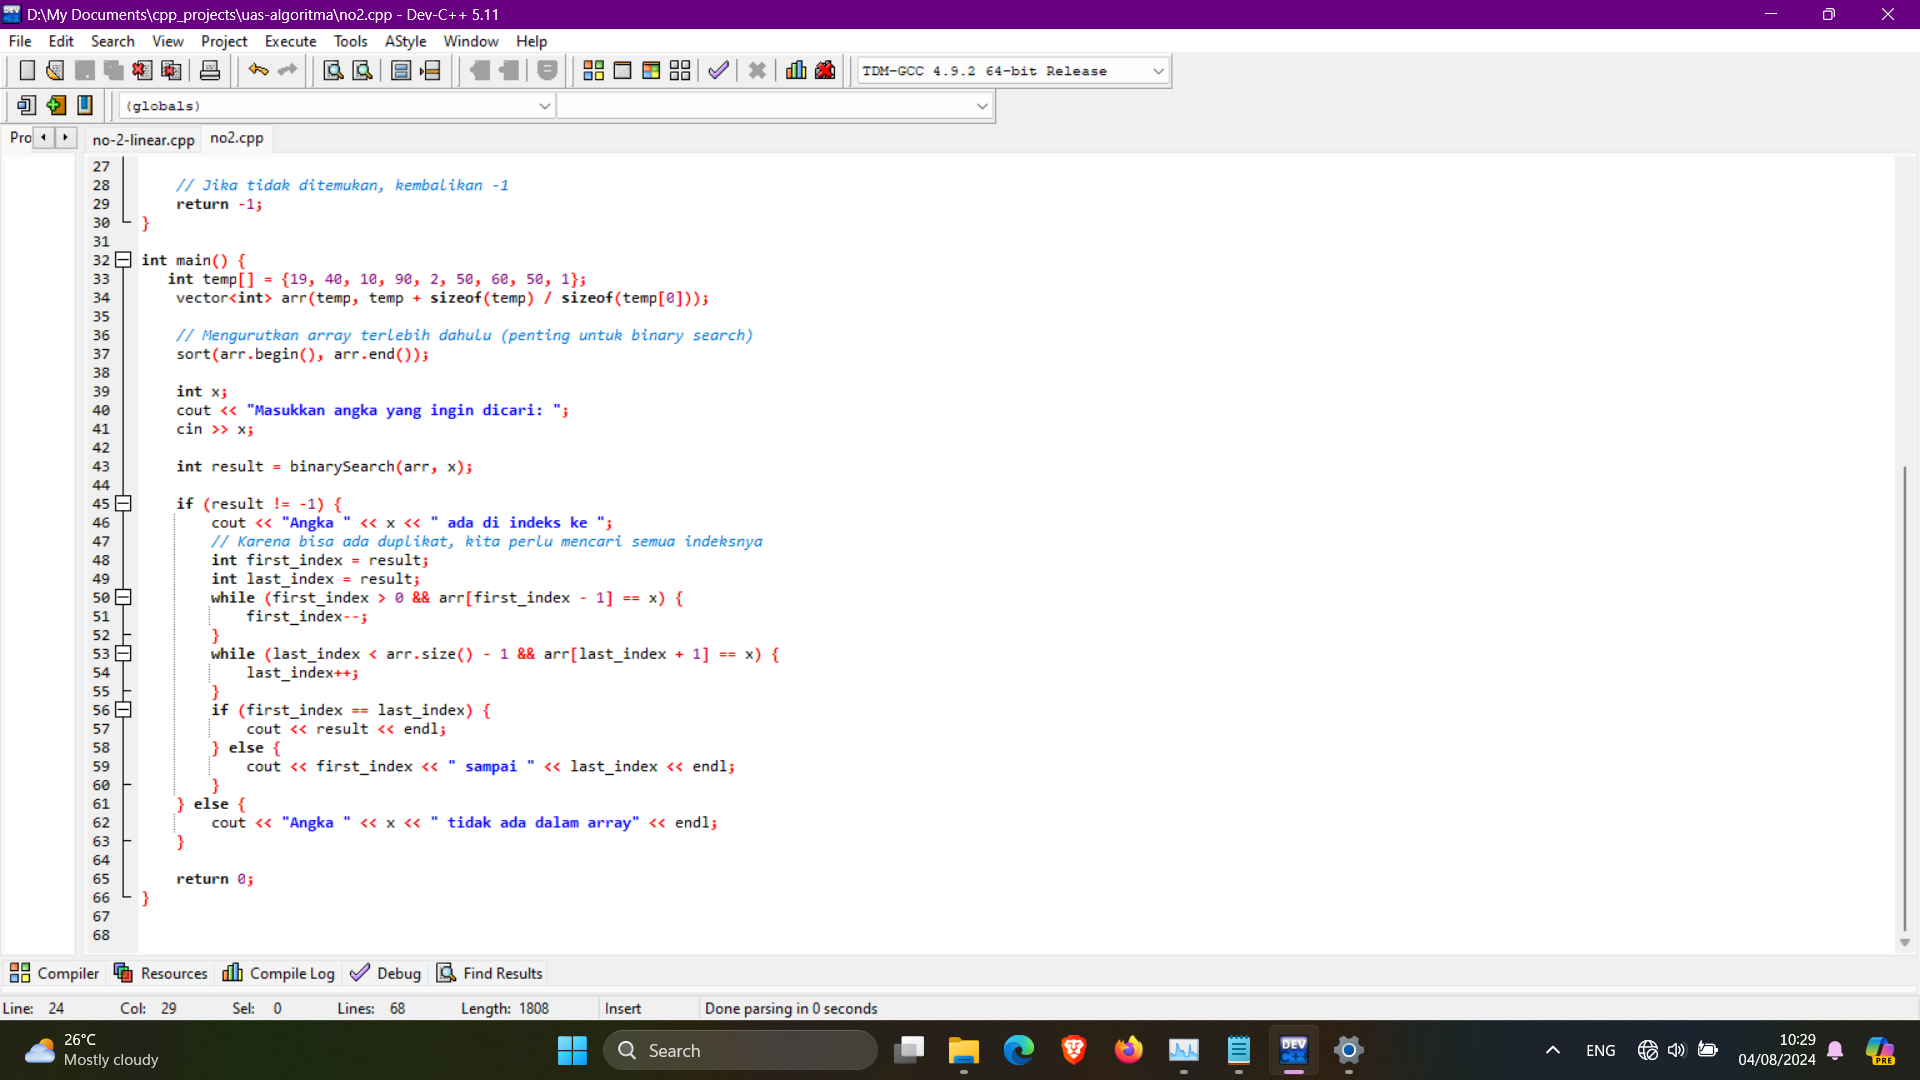 D:\My Documents\cpp_projects\uas-algoritma\no2.cpp - Dev-C++ 5.11
File Edit Search View Project Execute Tools AStyle Window Help
TDM-GCC 4.9.2 64-bit Release
(globals)
Pro no-2-linear.cpp no2.cpp
27
28 // Jika tidak ditemukan, kembalikan -1
29 return -1;
30 }
31
32 int main() {
33 int temp[] = {19, 40, 10, 90, 2, 50, 60, 50, 1};
34 vector<int> arr(temp, temp + sizeof(temp) / sizeof(temp[0]));
35
36 // Mengurutkan array terlebih dahulu (penting untuk binary search)
37 sort(arr.begin(), arr.end());
38
39 int x;
40 cout << "Masukkan angka yang ingin dicari: ";
41 cin >> x;
42
43 int result = binarySearch(arr, x);
44
45 if (result != -1) {
46 cout << "Angka " << x << " ada di indeks ke ";
47 // Karena bisa ada duplikat, kita perlu mencari semua indeksnya
48 int first_index = result;
49 int last_index = result;
50 while (first_index > 0 && arr[first_index - 1] == x) {
51 first_index--;
52 }
53 while (last_index < arr.size() - 1 && arr[last_index + 1] == x) {
54 last_index++;
55 }
56 if (first_index == last_index) {
57 cout << result << endl;
58 } else {
59 cout << first_index << " sampai " << last_index << endl;
60 }
61 } else {
62 cout << "Angka " << x << " tidak ada dalam array" << endl;
63 }
64
65 return 0;
66 }
67
68
Compiler Resources Compile Log Debug Find Results
Line: 24 Col: 29 Sel: 0 Lines: 68 Length: 1808 Insert Done parsing in 0 seconds
26°C
Mostly cloudy
Search
DEV
ENG
10:29
04/08/2024
PRE